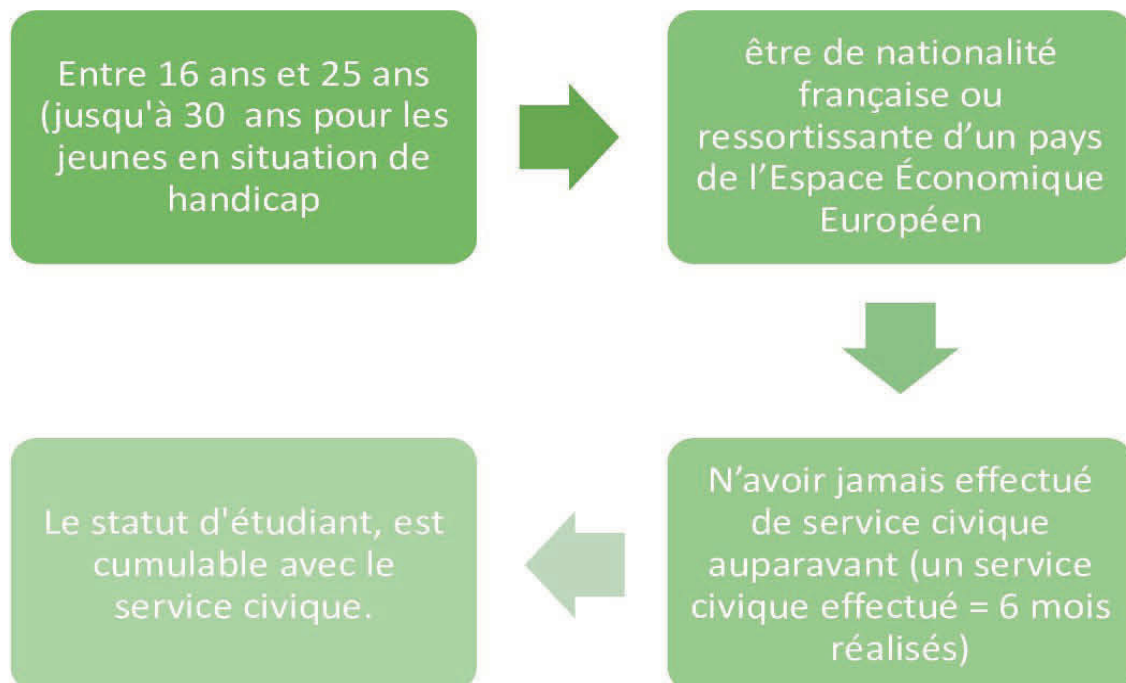 Entre 16 ans et 25 ans
(jusqu'à 30  ans pour les
jeunes en situation de
handicap
être de nationalité
française ou
ressortissante d’un pays
de l’Espace Économique
Européen
N’avoir jamais effectué
de service civique
auparavant (un service
civique effectué = 6 mois
réalisés)
Le statut d'étudiant, est
cumulable avec le
service civique.